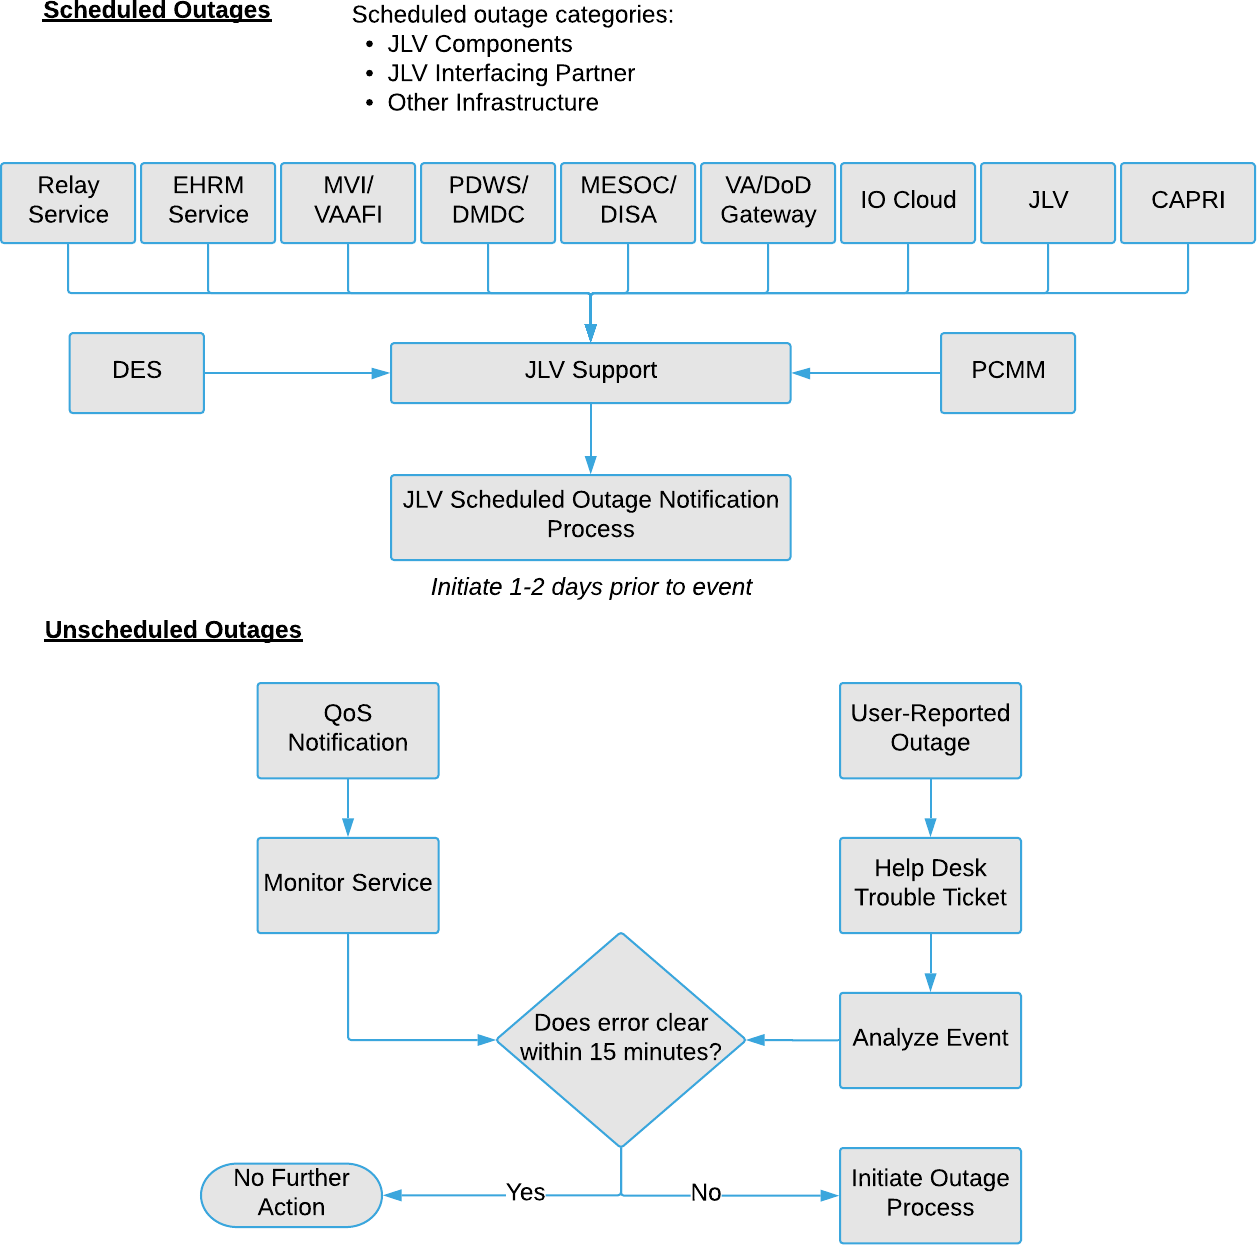 Scheduled Outages
Scheduled outage categories:
• JLV Components
• JLV Interfacing Partner
• Other Infrastructure
Relay
Service
EHRM
Service
MVI/
VAAFI
PDWS/
DMDC
MESOC/
DISA
VA/DoD
Gateway
IO Cloud
JLV
CAPRI
DES
JLV Support
PCMM
JLV Scheduled Outage Notification
Process
Initiate 1-2 days prior to event
Unscheduled Outages
QoS
Notification
User-Reported
Outage
Monitor Service
Help Desk
Trouble Ticket
Does error clear
within 15 minutes?
Analyze Event
No Further
Action
Yes
No
Initiate Outage
Process